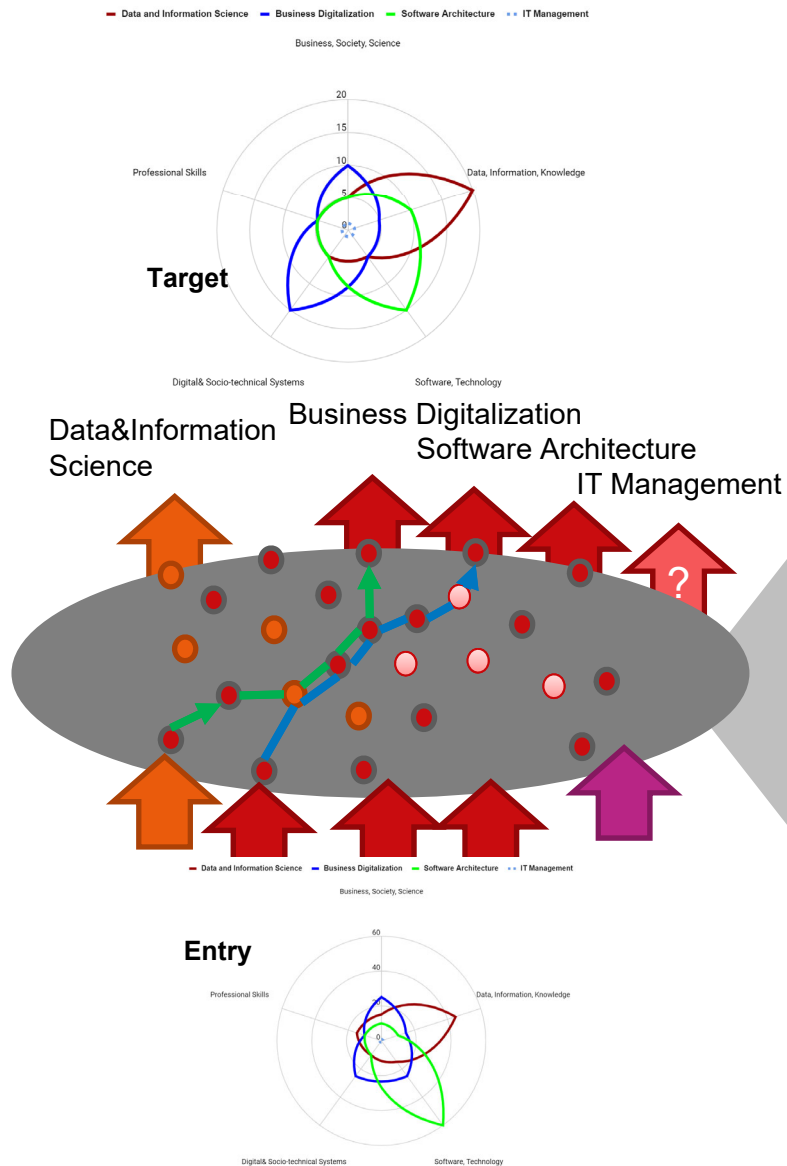 Data and Information Science Business Digitalization Software Architecture IT Management
Business, Society, Science
20
15
10
5
0
Professional Skills
Data, Information, Knowledge
Target
Digital& Socio-technical Systems
Software, Technology
Data&Information
Science
Business Digitalization
Software Architecture
IT Management
?
Data and Information Science Business Digitalization Software Architecture IT Management
Business, Society, Science
Entry
60
40
20
0
Professional Skills
Data, Information, Knowledge
Digital& Socio-technical Systems
Software, Technology